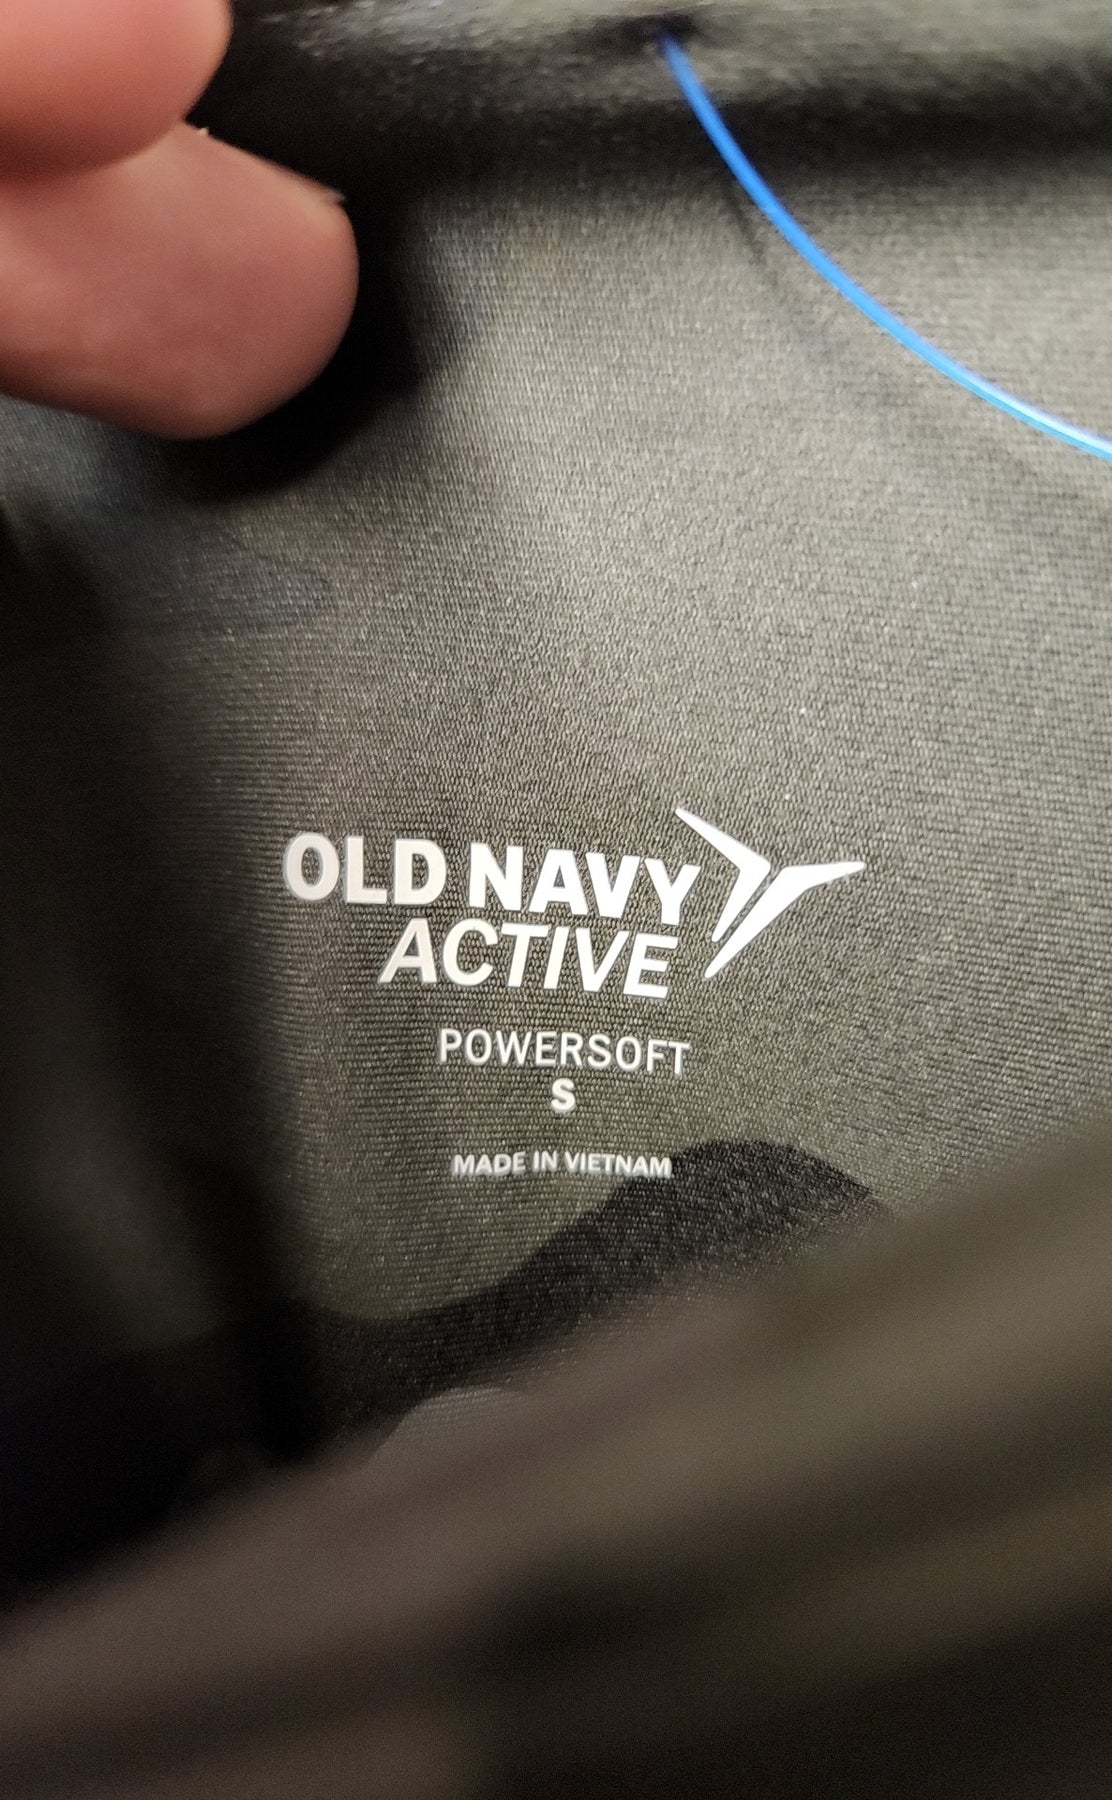 OLD NAVY
ACTIVE
POWERSOFT
S
MADE IN VIETNAM